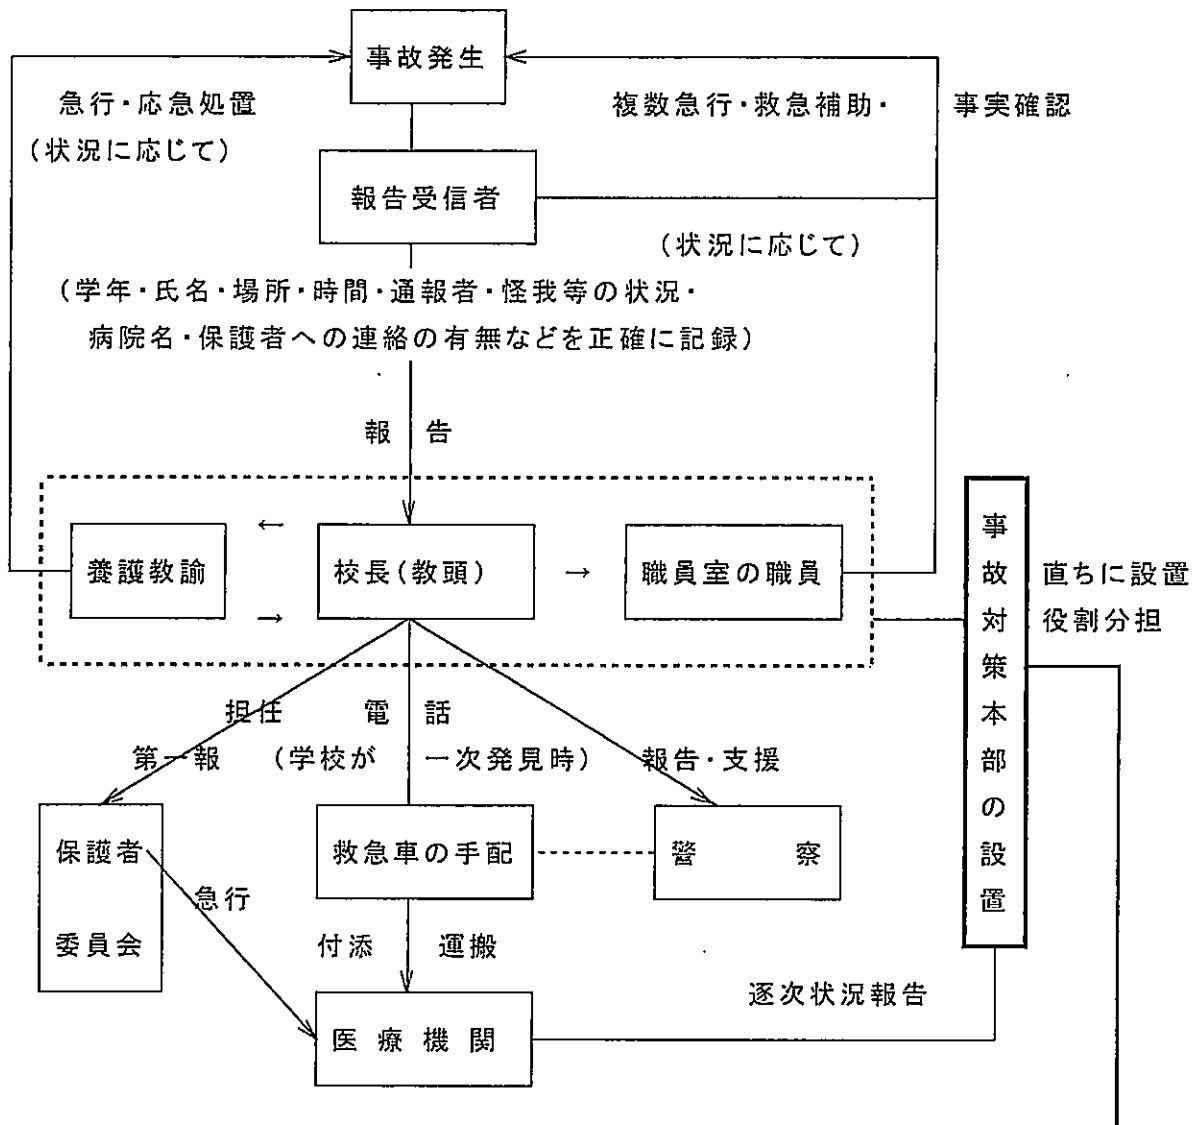 事故発生
急行・応急処置
(状況に応じて)
複数急行・救急補助・ 事実確認
報告受信者
(状況に応じて)
(学年・氏名・場所・時間・通報者・怪我等の状況・
病院名・保護者への連絡の有無などを正確に記録)
報 告
←
養護教諭
→
校長(教頭)
→
職員室の職員
事故対策本部の設置
直ちに設置
役割分担
担任 電 話
第一報 (学校が 一次発見時) 報告・支援
保護者
委員会
救急車の手配
警 察
急行
付添 運搬
逐次状況報告
医療機関